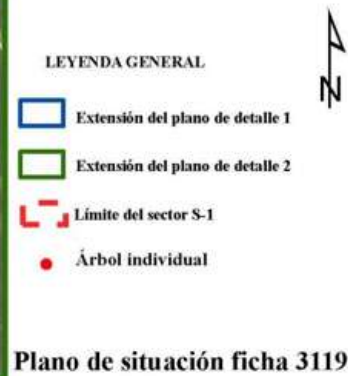 N
LEYENDA GENERAL
Extensión del plano de detalle 1
Extensión del plano de detalle 2
Límite del sector S-1
Árbol individual
Plano de situación ficha 3119